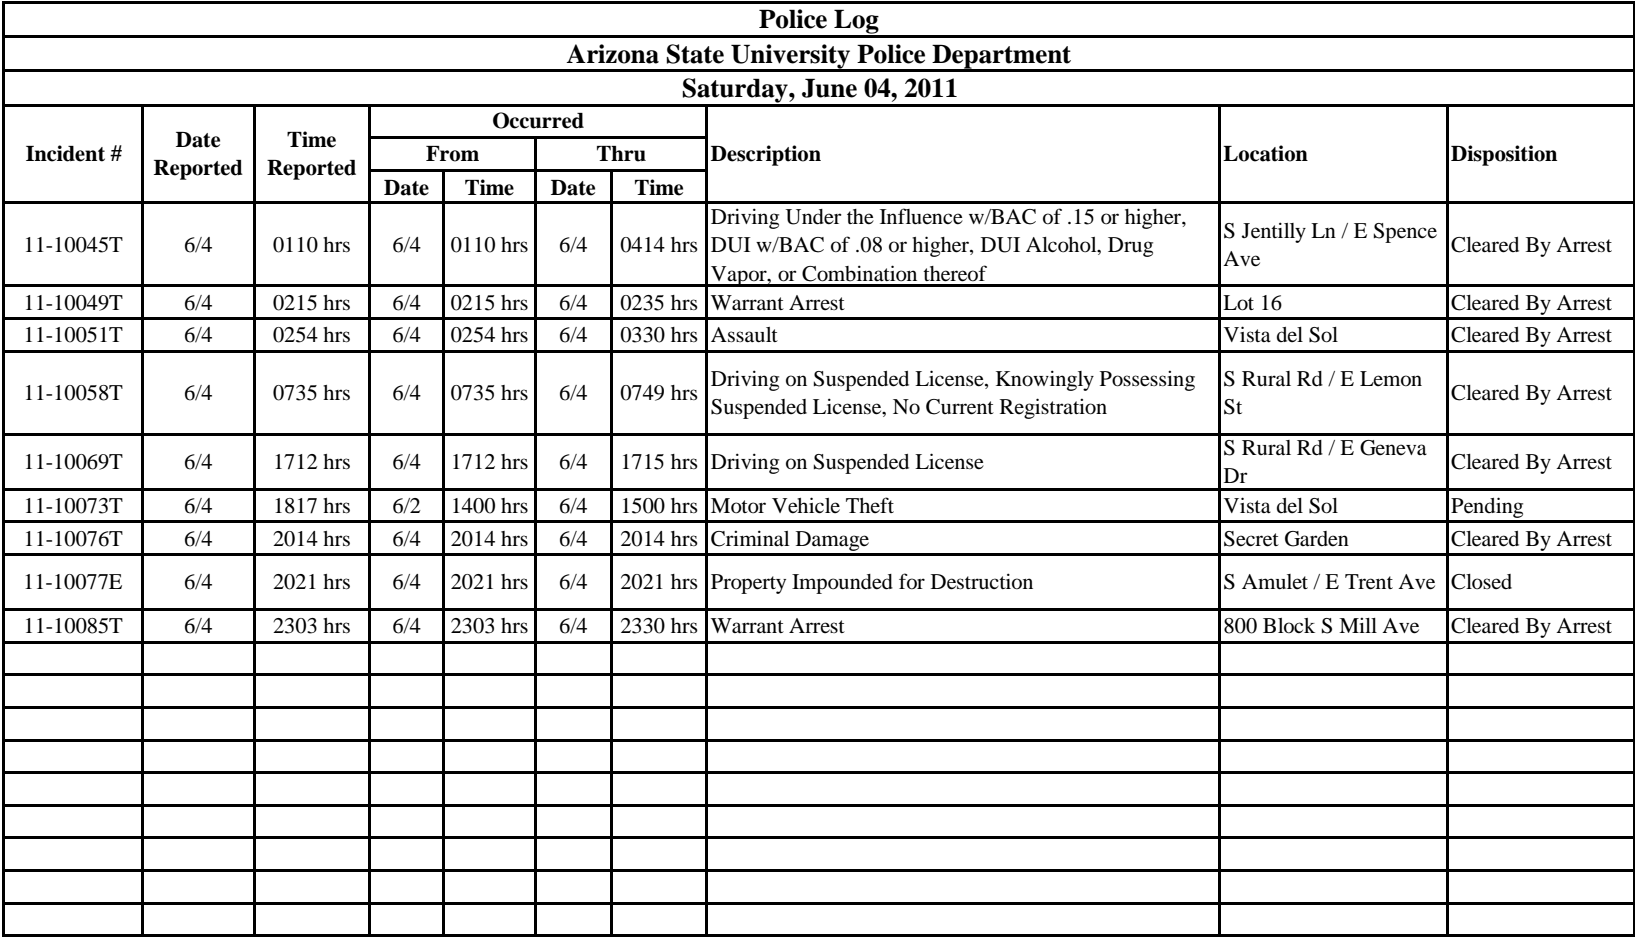 Police Log
Arizona State University Police Department
Saturday, June 04, 2011
Incident # Date Reported Time Reported Occurred Description Location Disposition
From Thru
Date Time Date Time
11-10045T 6/4 0110 hrs 6/4 0110 hrs 6/4 0414 hrs Driving Under the Influence w/BAC of .15 or higher, DUI w/BAC of .08 or higher, DUI Alcohol, Drug Vapor, or Combination thereof S Jentilly Ln / E Spence Ave Cleared By Arrest
11-10049T 6/4 0215 hrs 6/4 0215 hrs 6/4 0235 hrs Warrant Arrest Lot 16 Cleared By Arrest
11-10051T 6/4 0254 hrs 6/4 0254 hrs 6/4 0330 hrs Assault Vista del Sol Cleared By Arrest
11-10058T 6/4 0735 hrs 6/4 0735 hrs 6/4 0749 hrs Driving on Suspended License, Knowingly Possessing Suspended License, No Current Registration S Rural Rd / E Lemon St Cleared By Arrest
11-10069T 6/4 1712 hrs 6/4 1712 hrs 6/4 1715 hrs Driving on Suspended License S Rural Rd / E Geneva Dr Cleared By Arrest
11-10073T 6/4 1817 hrs 6/2 1400 hrs 6/4 1500 hrs Motor Vehicle Theft Vista del Sol Pending
11-10076T 6/4 2014 hrs 6/4 2014 hrs 6/4 2014 hrs Criminal Damage Secret Garden Cleared By Arrest
11-10077E 6/4 2021 hrs 6/4 2021 hrs 6/4 2021 hrs Property Impounded for Destruction S Amulet / E Trent Ave Closed
11-10085T 6/4 2303 hrs 6/4 2303 hrs 6/4 2330 hrs Warrant Arrest 800 Block S Mill Ave Cleared By Arrest